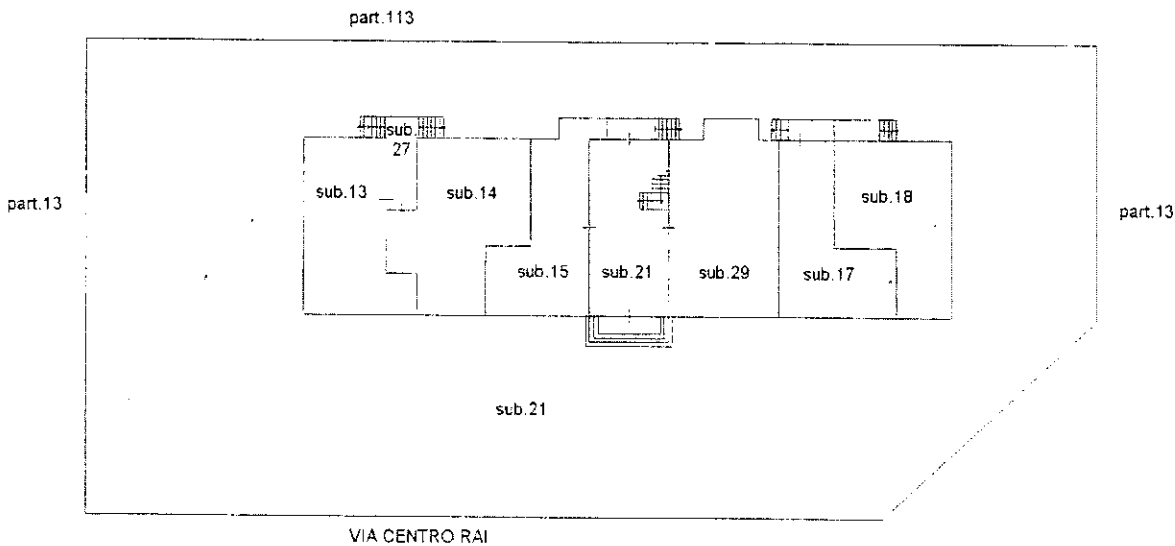 part.113
sub.
27
sub.13
sub.14
sub.18
part.13
part.13
sub.15
sub.21
sub.29
sub.17
sub.21
VIA CENTRO RAI